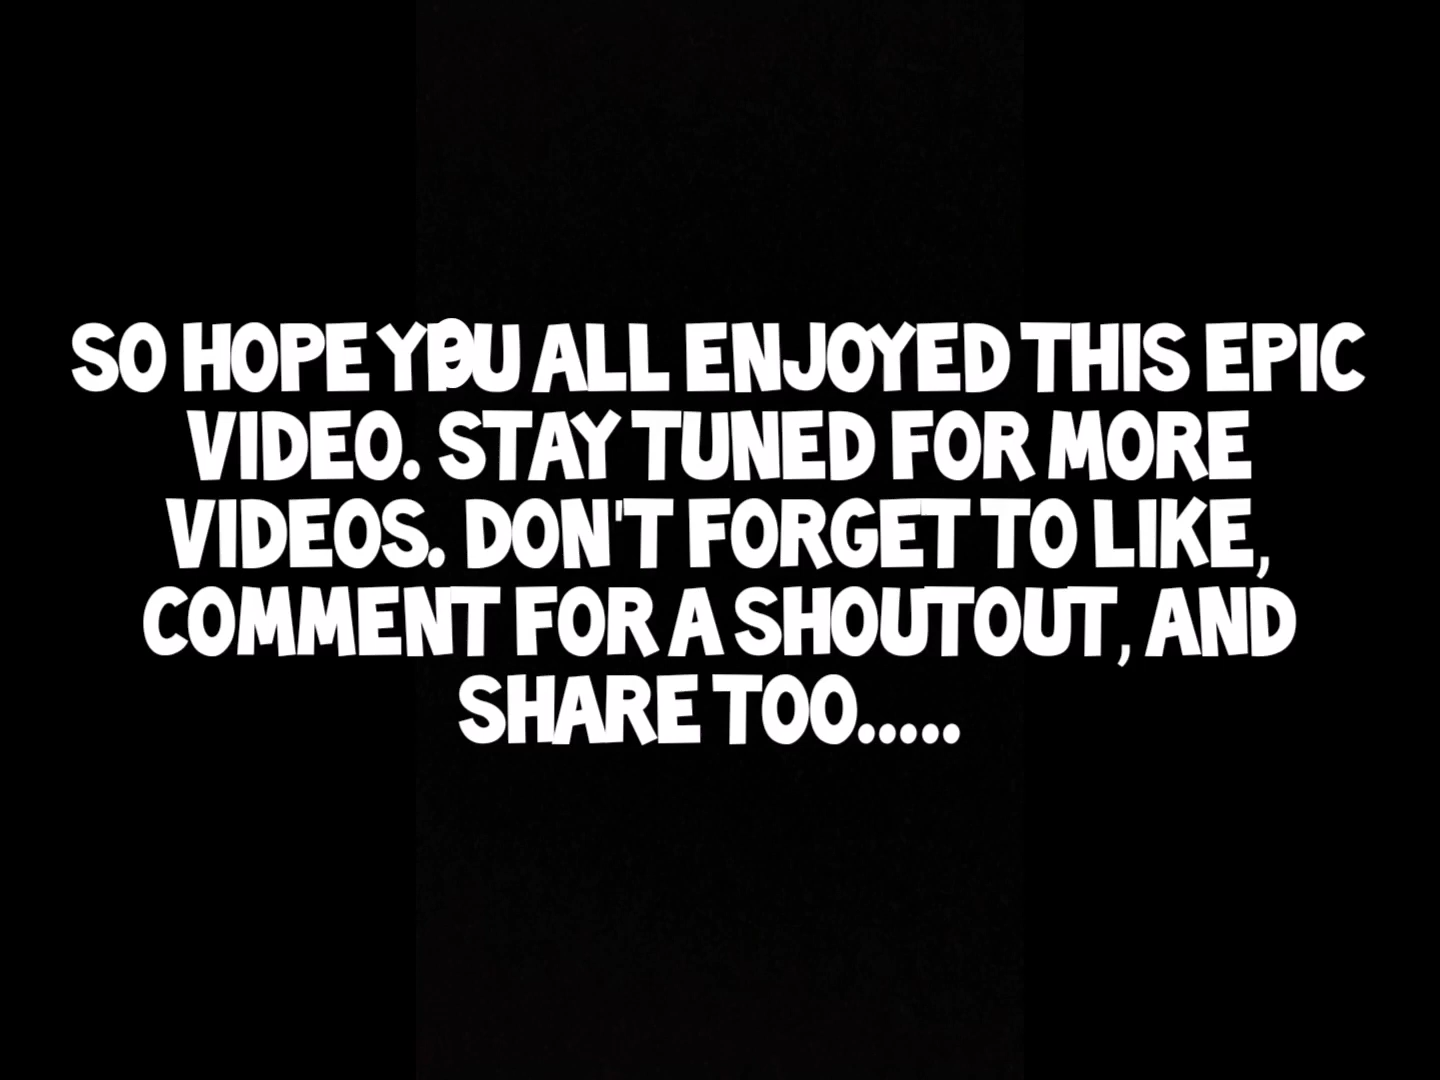 SO HOPE YOU ALL ENJOYED THIS EPIC
VIDEO. STAY TUNED FOR MORE
VIDEOS. DON'T FORGET TO LIKE,
COMMENT FOR A SHOUTOUT, AND
SHARE TOO.....